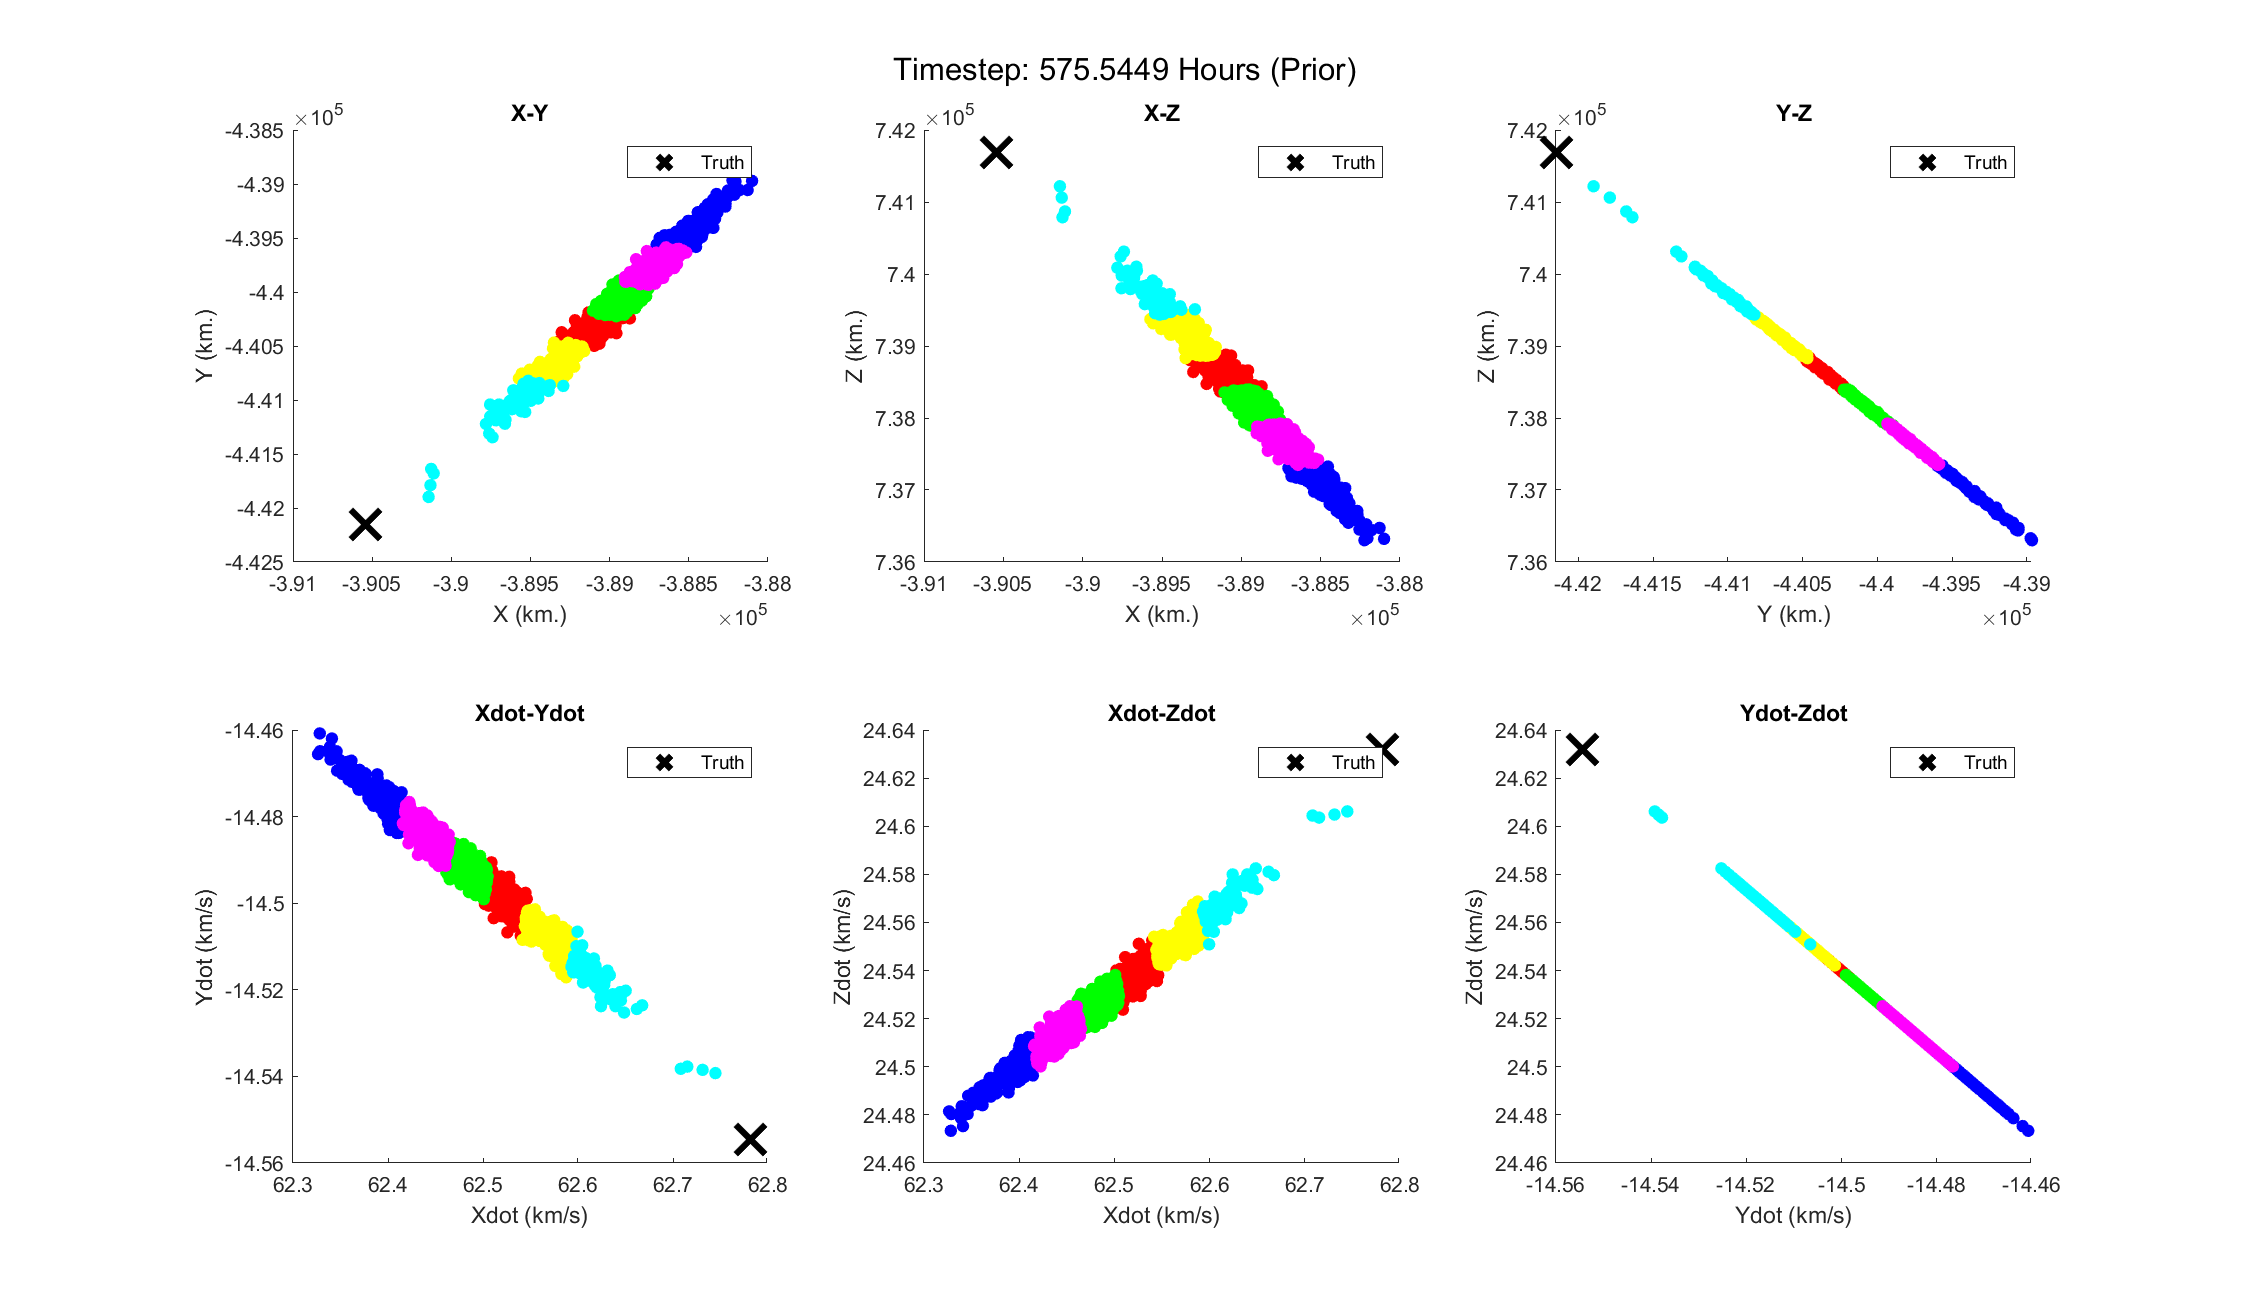 Timestep: 575.5449 Hours (Prior)
X-Y
×10^5
-4.385
-4.39
-4.395
-4.4
-4.405
-4.41
-4.415
-4.42
-4.425
Y (km.)
Truth
-3.91 -3.905 -3.9 -3.895 -3.89 -3.885 -3.88
X (km.)
×10^5
X-Z
×10^5
7.42
7.41
7.4
7.39
7.38
7.37
7.36
Z (km.)
Truth
-3.91 -3.905 -3.9 -3.895 -3.89 -3.885 -3.88
X (km.)
×10^5
Y-Z
×10^5
7.42
7.41
7.4
7.39
7.38
7.37
7.36
Z (km.)
Truth
-4.42 -4.415 -4.41 -4.405 -4.4 -4.395 -4.39
Y (km.)
×10^5
Xdot-Ydot
-14.46
-14.48
-14.5
-14.52
-14.54
-14.56
Ydot (km/s)
Truth
62.3 62.4 62.5 62.6 62.7 62.8
Xdot (km/s)
Xdot-Zdot
24.64
24.62
24.6
24.58
24.56
24.54
24.52
24.5
24.48
24.46
Zdot (km/s)
Truth
62.3 62.4 62.5 62.6 62.7 62.8
Xdot (km/s)
Ydot-Zdot
24.64
24.62
24.6
24.58
24.56
24.54
24.52
24.5
24.48
24.46
Zdot (km/s)
Truth
-14.56 -14.54 -14.52 -14.5 -14.48 -14.46
Ydot (km/s)